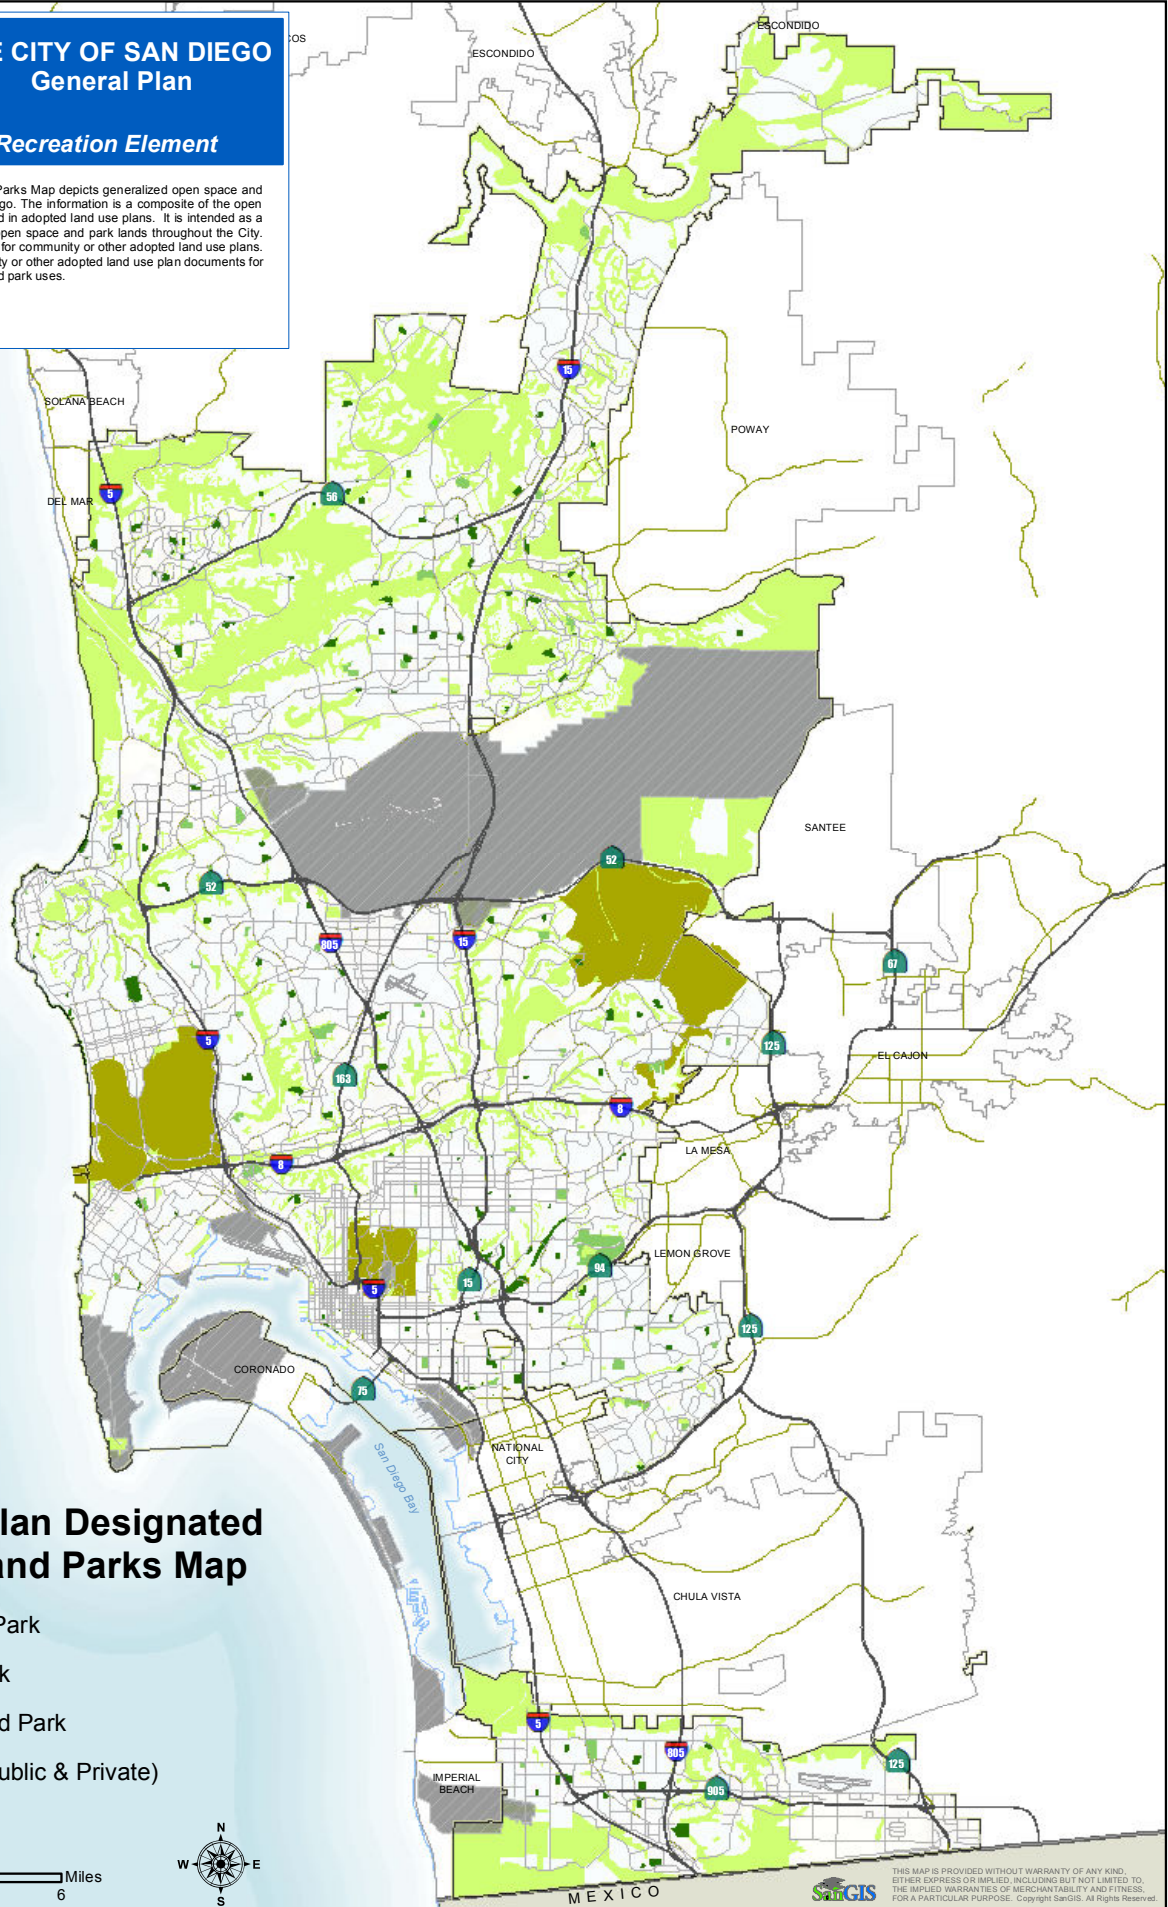 E CITY OF SAN DIEGO
General Plan
Recreation Element
Parks Map depicts generalized open space and
go. The information is a composite of the open
d in adopted land use plans. It is intended as a
open space and park lands throughout the City.
for community or other adopted land use plans.
ty or other adopted land use plan documents for
d park uses.
COS
ESCONDIDO
ESCONDIDO
15
SOLANA BEACH
POWAY
5
56
DEL MAR
SANTEE
52
52
805
15
67
5
125
EL CAJON
163
8
LA MESA
8
LEMON GROVE
94
15
5
125
CORONADO
75
San Diego Bay
NATIONAL
CITY
lan Designated
and Parks Map
CHULA VISTA
Park
k
d Park
ublic & Private)
5
805
125
IMPERIAL
BEACH
905
N
W E
S
Miles
6
MEXICO
SanGIS
THIS MAP IS PROVIDED WITHOUT WARRANTY OF ANY KIND,
EITHER EXPRESS OR IMPLIED, INCLUDING BUT NOT LIMITED TO,
THE IMPLIED WARRANTIES OF MERCHANTABILITY AND FITNESS,
FOR A PARTICULAR PURPOSE. Copyright SanGIS. All Rights Reserved.